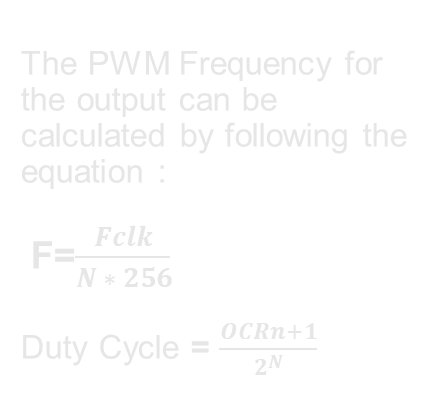 The PWM Frequency for
the output can be
calculated by following the
equation :
F=Fclk/N * 256
Duty Cycle = OCRn+1/2^N